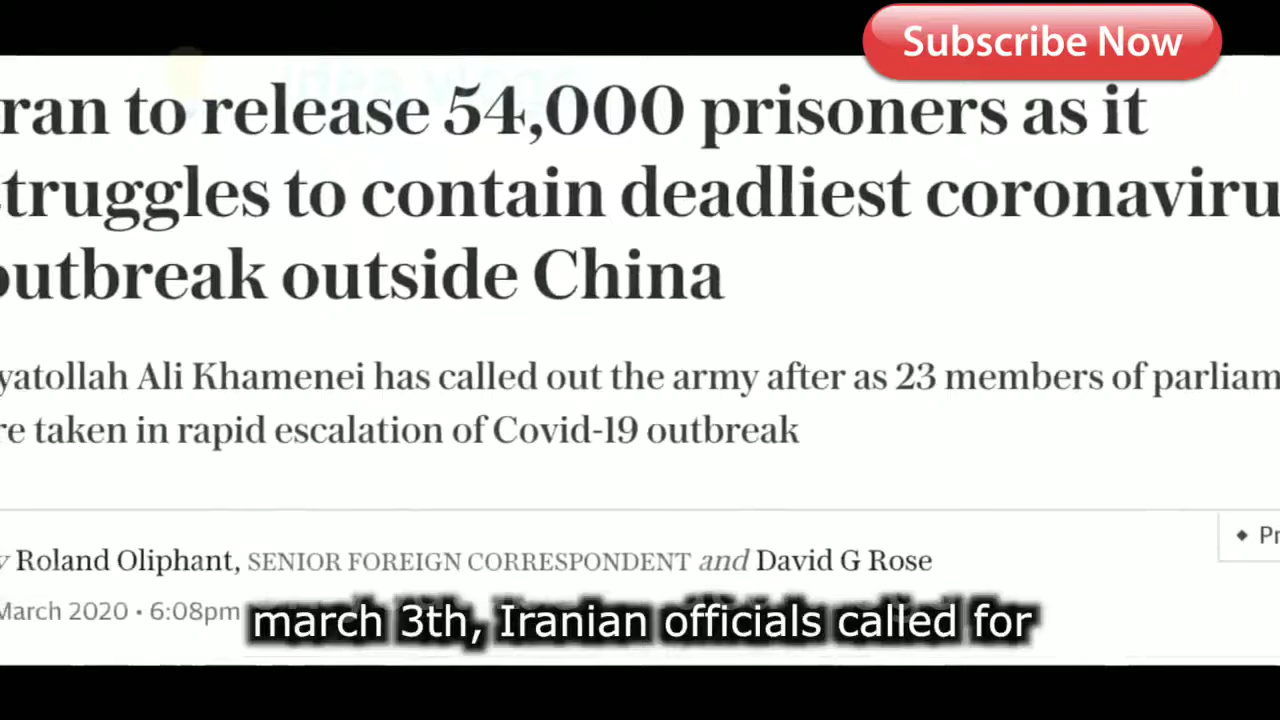 Subscribe Now
ran to release 54,000 prisoners as it
truggles to contain deadliest coronaviru
outbreak outside China
yatollah Ali Khamenei has called out the army after as 23 members of parliam
re taken in rapid escalation of Covid-19 outbreak
y Roland Oliphant, SENIOR FOREIGN CORRESPONDENT and David G Rose
Pr
March 2020 • 6:08pm
march 3th, Iranian officials called for